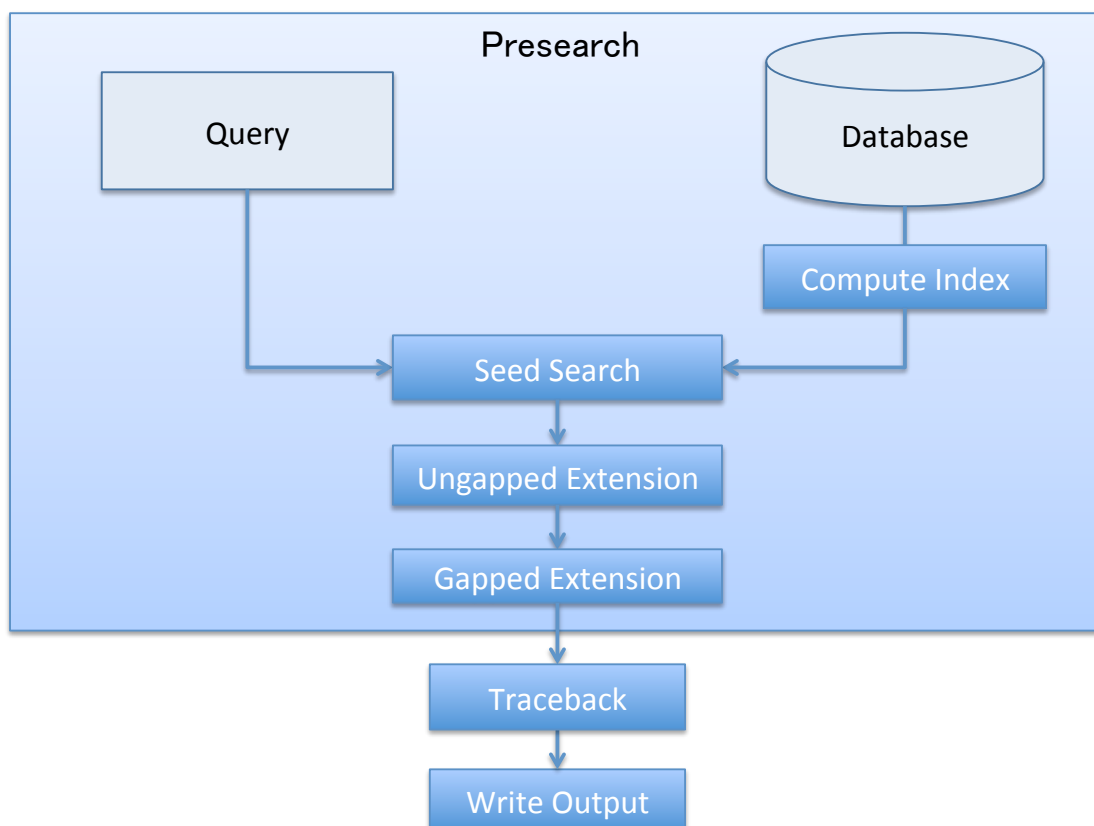 Presearch
Query
Database
Compute Index
Seed Search
Ungapped Extension
Gapped Extension
Traceback
Write Output